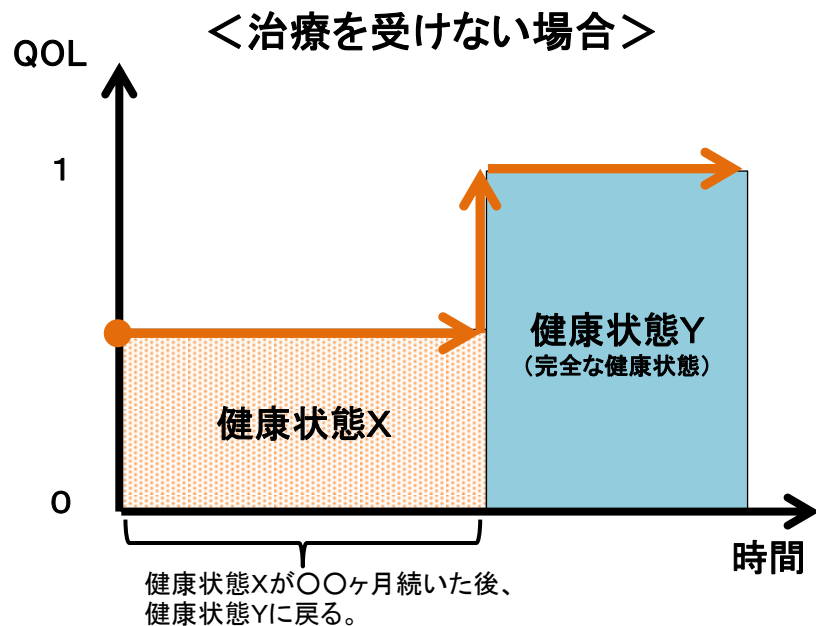 ＜治療を受けない場合＞
QOL
1
健康状態Y
（完全な健康状態）
健康状態X
0
時間
健康状態Xが〇〇ヶ月続いた後、
健康状態Yに戻る。